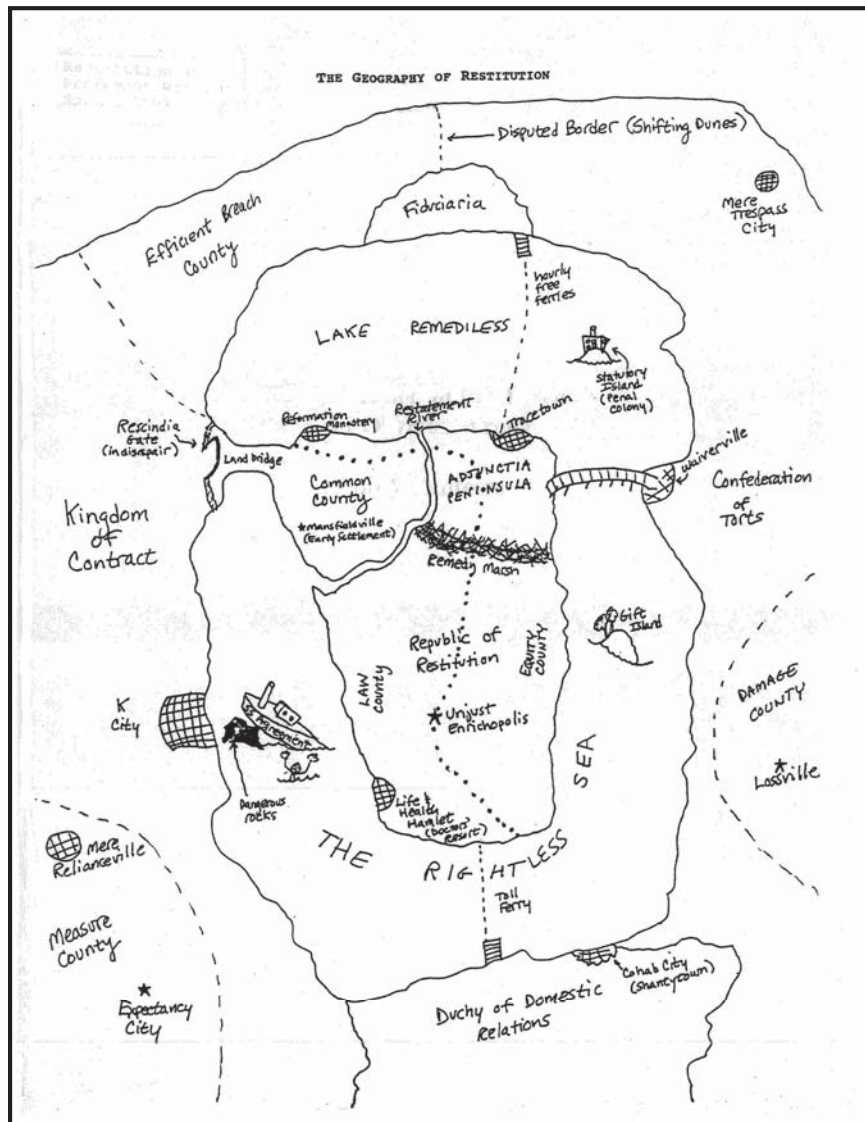 THE GEOGRAPHY OF RESTITUTION
Disputed Border (Shifting Dunes)
Mere
Trespass
City
Fiduciaria
Efficient Breach
County
hourly
free
ferries
LAKE REMEDILESS
Statutory
Island
(Penal
Colony)
Rescindia
Gate
(in disrepair)
Land bridge
Reformation
Monastery
Restatement
River
Tracetown
Waiverville
Common
County
*Mansfieldville
(Early Settlement)
ADJUNCTIA
PENINSULA
Confederation
of
Torts
Kingdom
of
Contract
Remedy Marsh
Gift
Island
Republic of
Restitution
LAW
County
EQUITY
COUNTY
DAMAGE
COUNTY
K
City
SS Agreement
Unjust
Enrichopolis
Lossville
Dangerous
rocks
Life &
Health
Hamlet
(Doctors'
Resort)
THE RIGHTLESS SEA
Mere
Relianceville
Toll
Ferry
Measure
County
Cohab City
(Shantytown)
Expectancy
City
Duchy of Domestic
Relations